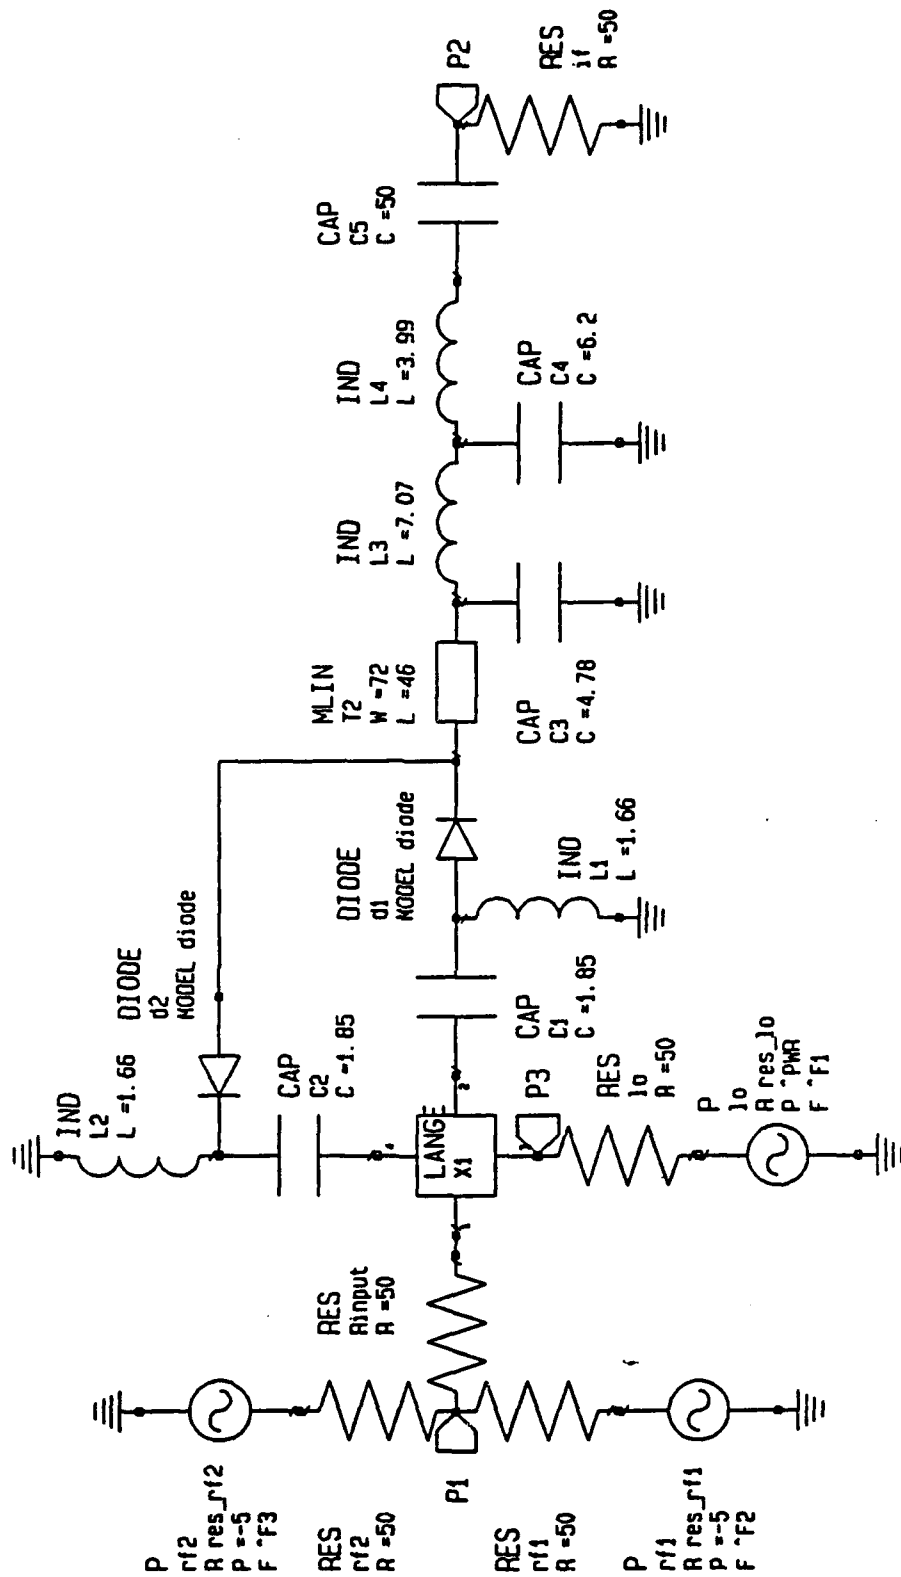 P
rf2
R res_rf2
P =-5
F ^F3
RES
rf2
R =50
P1
RES
rf1
R =50
P
rf1
R res_rf1
P =-5
F ^F2
RES
Rinput
R =50
1
LANGE
X1
4
2
3
P3
RES
lo
R =50
P
lo
R res_lo
P ^PWR
F ^F1
IND
L2
L =1.66
CAP
C2
C =1.85
DIODE
d2
MODEL diode
CAP
C1
C =1.85
IND
L1
L =1.66
DIODE
d1
MODEL diode
MLIN
T2
W =72
L =46
CAP
C3
C =4.78
IND
L3
L =7.07
CAP
C4
C =6.2
IND
L4
L =3.99
CAP
C5
C =50
P2
RES
if
R =50